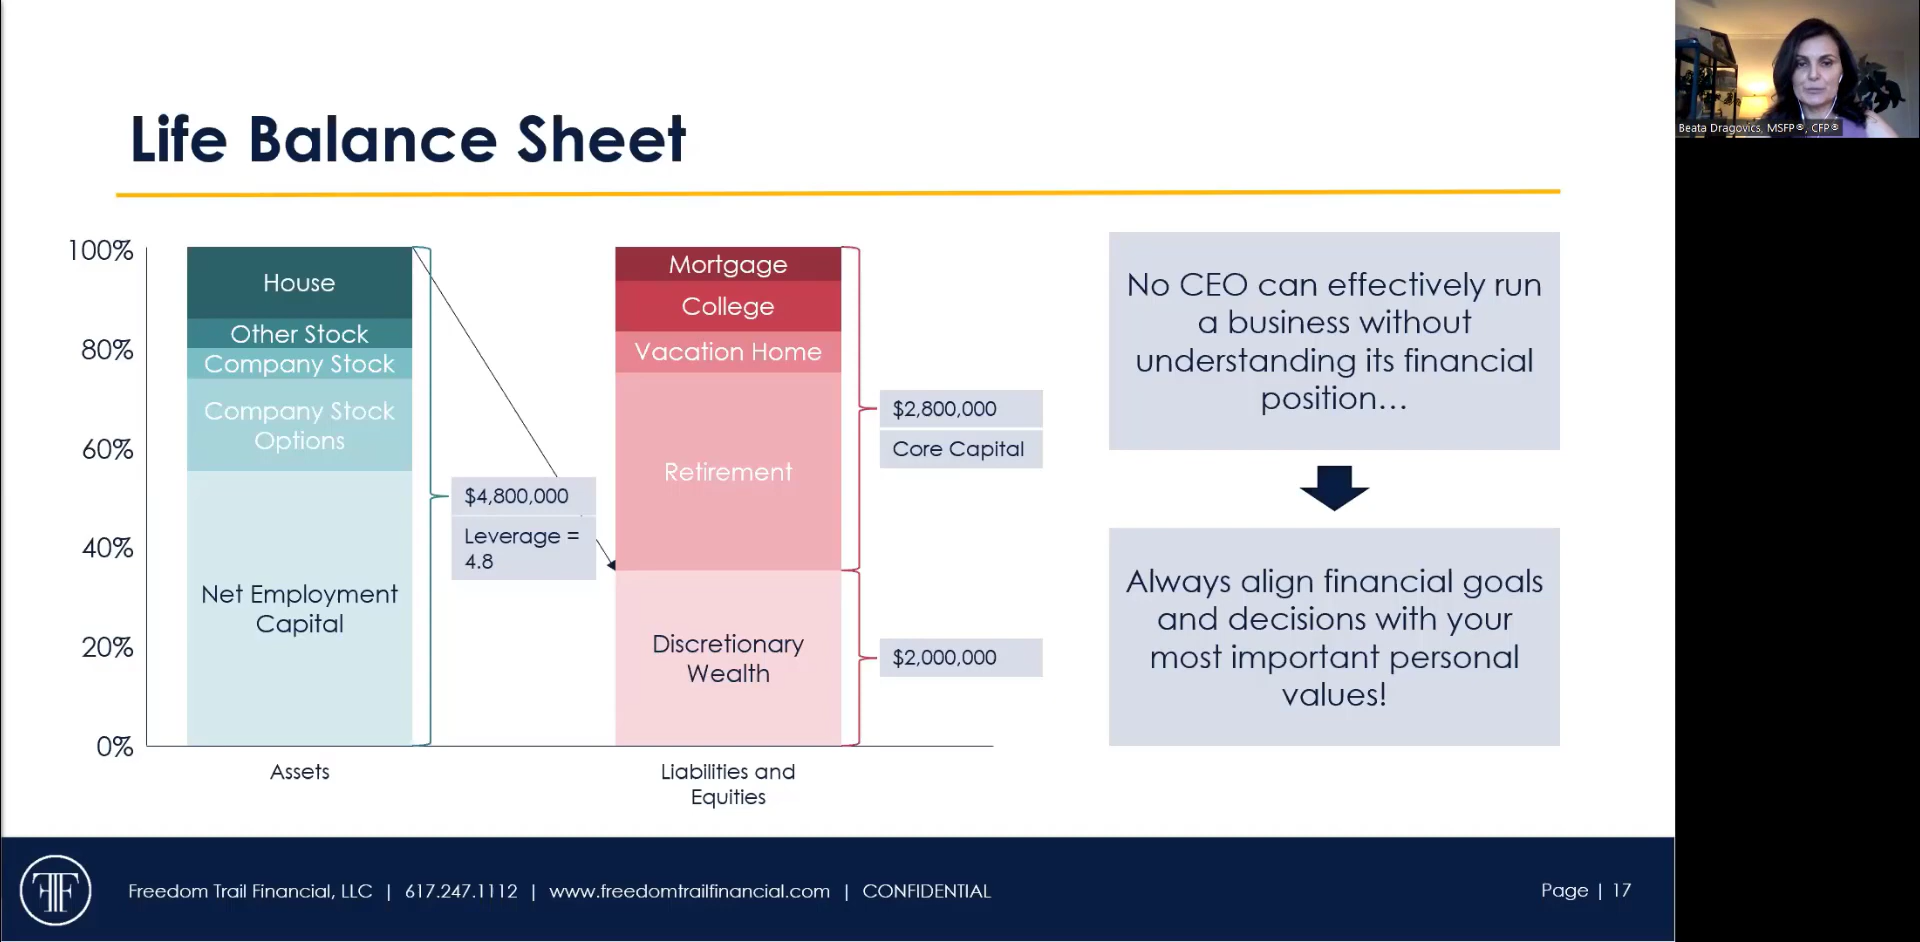 Life Balance Sheet
100%
80%
60%
40%
20%
0%
House
Other Stock
Company Stock
Company Stock
Options
Net Employment
Capital
Assets
$4,800,000
Leverage =
4.8
Mortgage
College
Vacation Home
Retirement
Discretionary
Wealth
Liabilities and
Equities
$2,800,000
Core Capital
$2,000,000
No CEO can effectively run
a business without
understanding its financial
position…
Always align financial goals
and decisions with your
most important personal
values!
Beata Dragovics, MSFP®, CFP®
Freedom Trail Financial, LLC | 617.247.1112 | www.freedomtrailfinancial.com | CONFIDENTIAL
Page | 17